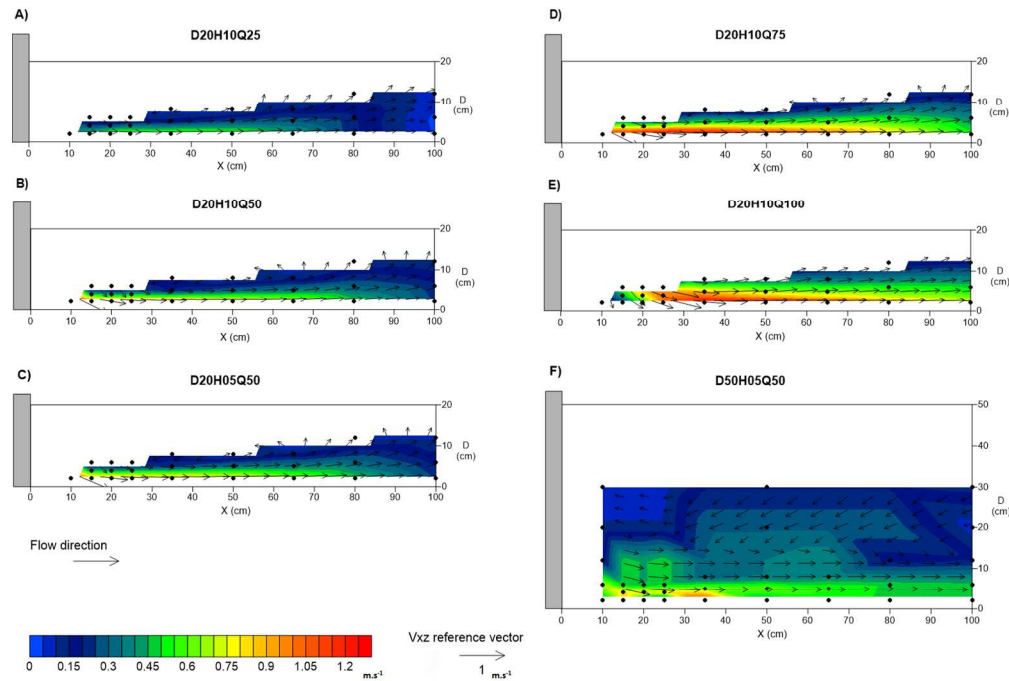 A)
D20H10Q25
20
10
D
(cm)
0
0 10 20 30 40 50 60 70 80 90 100
X (cm)
B)
D20H10Q50
20
10
D
(cm)
0
0 10 20 30 40 50 60 70 80 90 100
X (cm)
C)
D20H05Q50
20
10
D
(cm)
0
0 10 20 30 40 50 60 70 80 90 100
X (cm)
Flow direction
0 0.15 0.45 0.6 0.75 0.9 1.05 1.2
m.s⁻¹
Vxz reference vector
1
m.s⁻¹
D)
D20H10Q75
20
10
D
(cm)
0
0 10 20 30 40 50 60 70 80 90 100
X (cm)
E)
D20H10Q100
20
10
D
(cm)
0
0 10 20 30 40 50 60 70 80 90 100
X (cm)
F)
D50H05Q50
50
40
30
D
(cm)
20
10
0
0 10 20 30 40 50 60 70 80 90 100
X (cm)